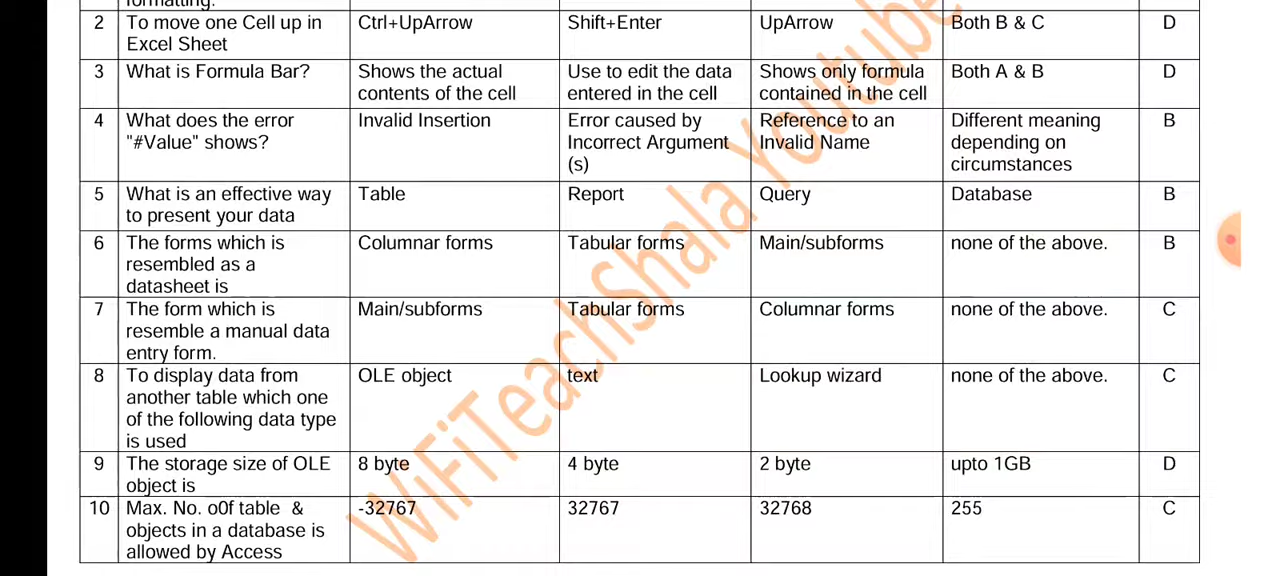 formatting.
2 To move one Cell up in Ctrl+UpArrow Shift+Enter UpArrow Both B & C D
Excel Sheet
3 What is Formula Bar? Shows the actual Use to edit the data Shows only formula Both A & B D
contents of the cell entered in the cell contained in the cell
4 What does the error Invalid Insertion Error caused by Reference to an Different meaning B
"#Value" shows? Incorrect Argument Invalid Name depending on
(s) circumstances
5 What is an effective way Table Report Query Database B
to present your data
6 The forms which is Columnar forms Tabular forms Main/subforms none of the above. B
resembled as a
datasheet is
7 The form which is Main/subforms Tabular forms Columnar forms none of the above. C
resemble a manual data
entry form.
8 To display data from OLE object text Lookup wizard none of the above. C
another table which one
of the following data type
is used
9 The storage size of OLE 8 byte 4 byte 2 byte upto 1GB D
object is
10 Max. No. o0f table & -32767 32767 32768 255 C
objects in a database is
allowed by Access
WiFiTeachShala Youtube